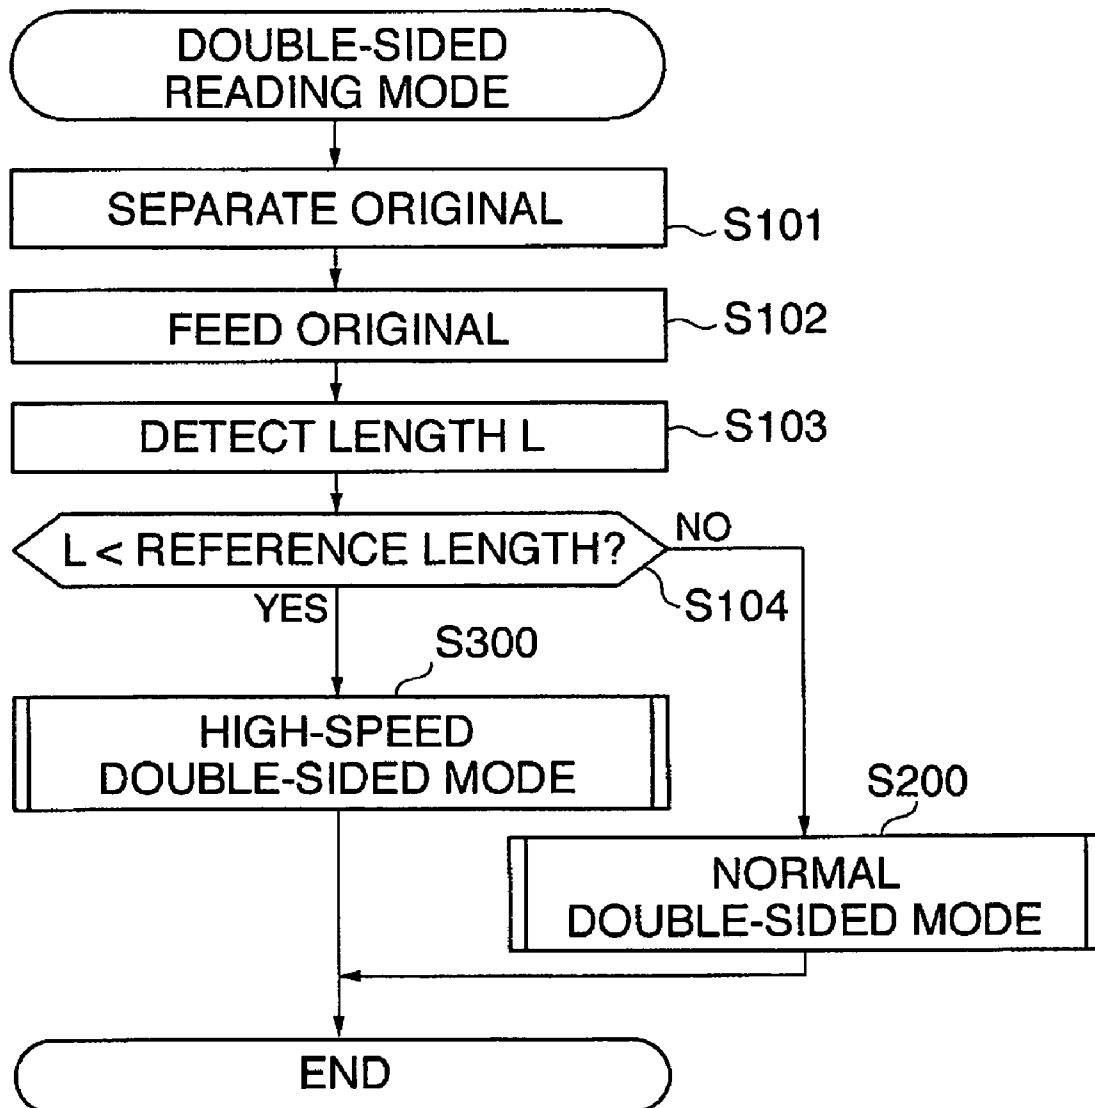 DOUBLE-SIDED
READING MODE
SEPARATE ORIGINAL
S101
FEED ORIGINAL
S102
DETECT LENGTH L
S103
L < REFERENCE LENGTH?
NO
S104
YES
S300
HIGH-SPEED
DOUBLE-SIDED MODE
S200
NORMAL
DOUBLE-SIDED MODE
END